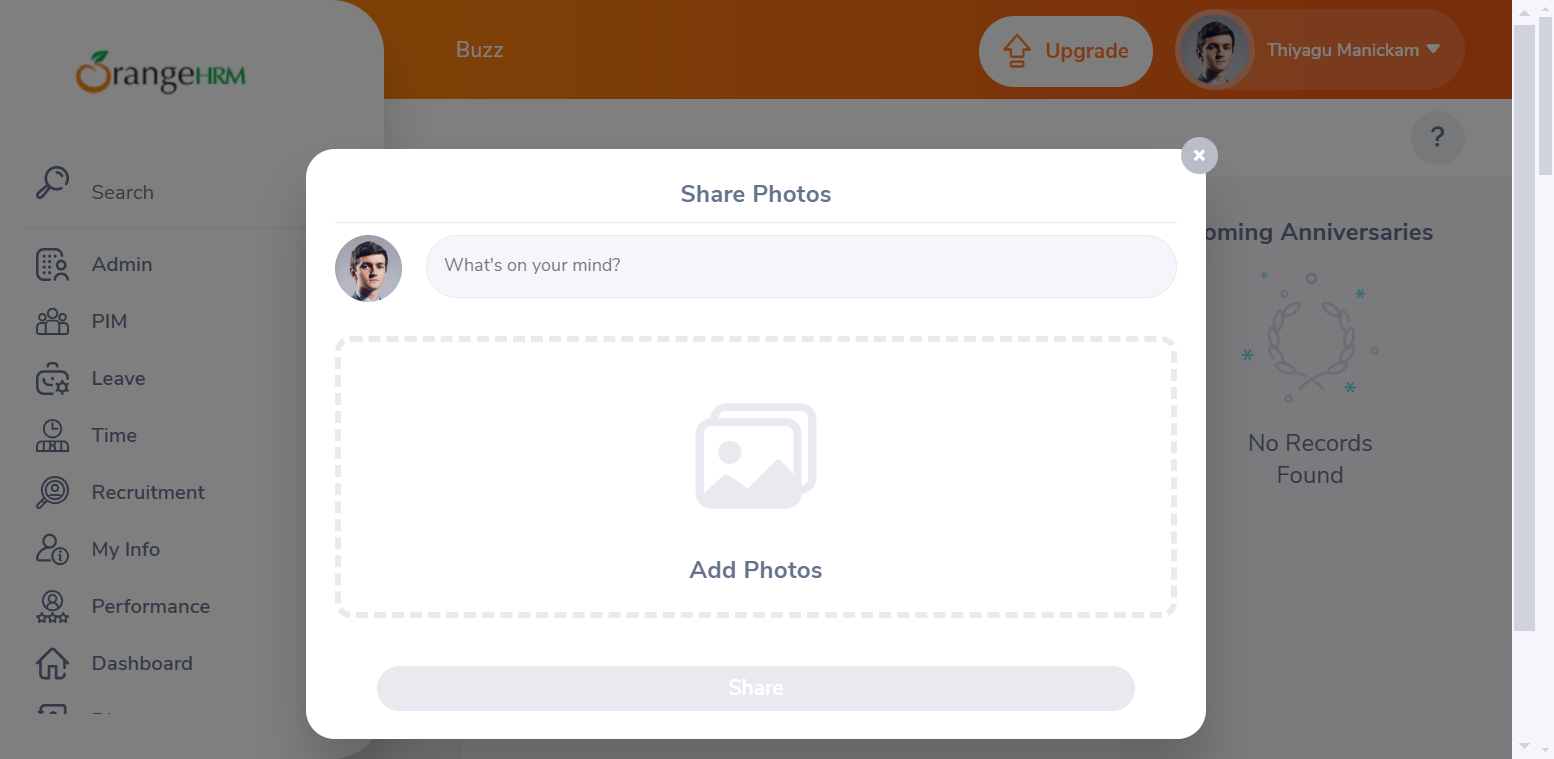 OrangeHRM
Buzz
Upgrade
Thiyagu Manickam
?
Search
Admin
PIM
Leave
Time
Recruitment
My Info
Performance
Dashboard
Share Photos
What's on your mind?
Add Photos
Share
oming Anniversaries
No Records
Found